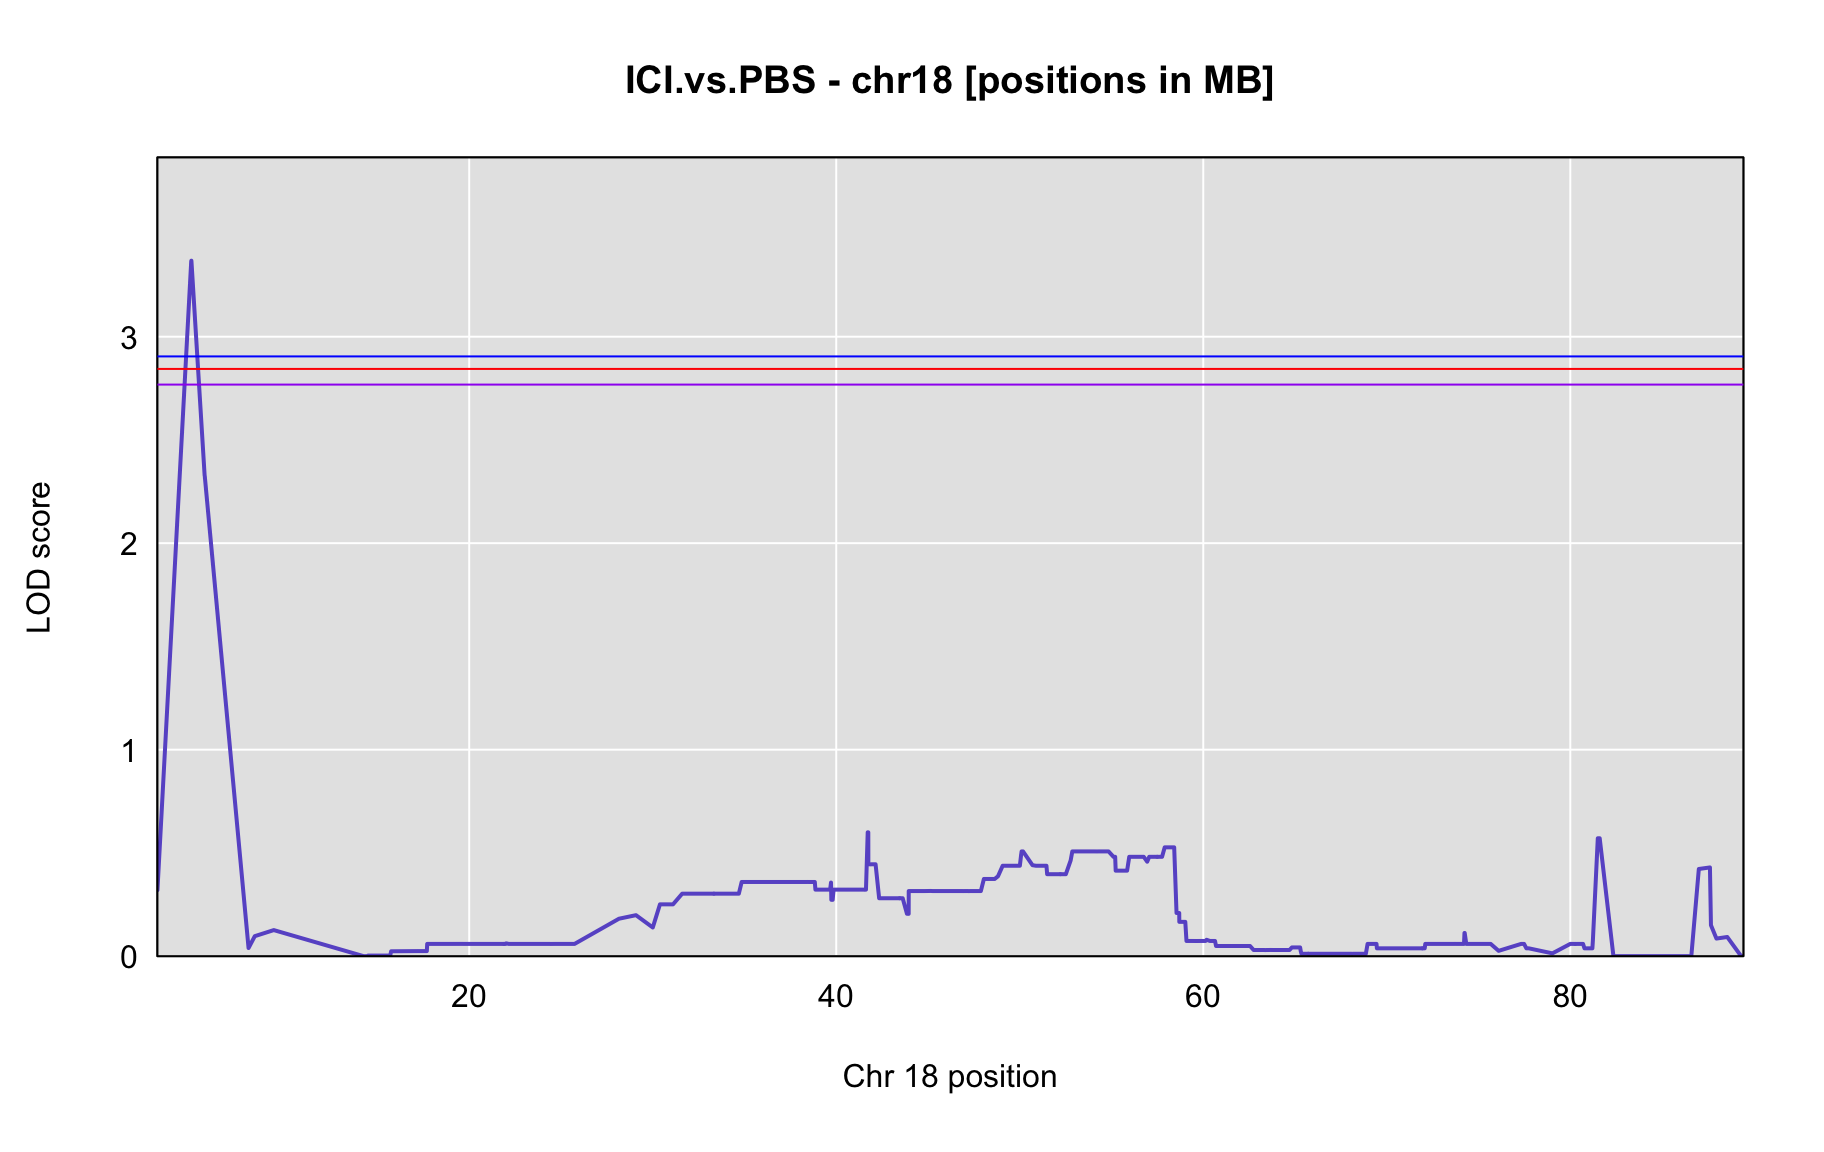 ICI.vs.PBS - chr18 [positions in MB]
3
2
1
0
LOD score
20 40 60 80
Chr 18 position